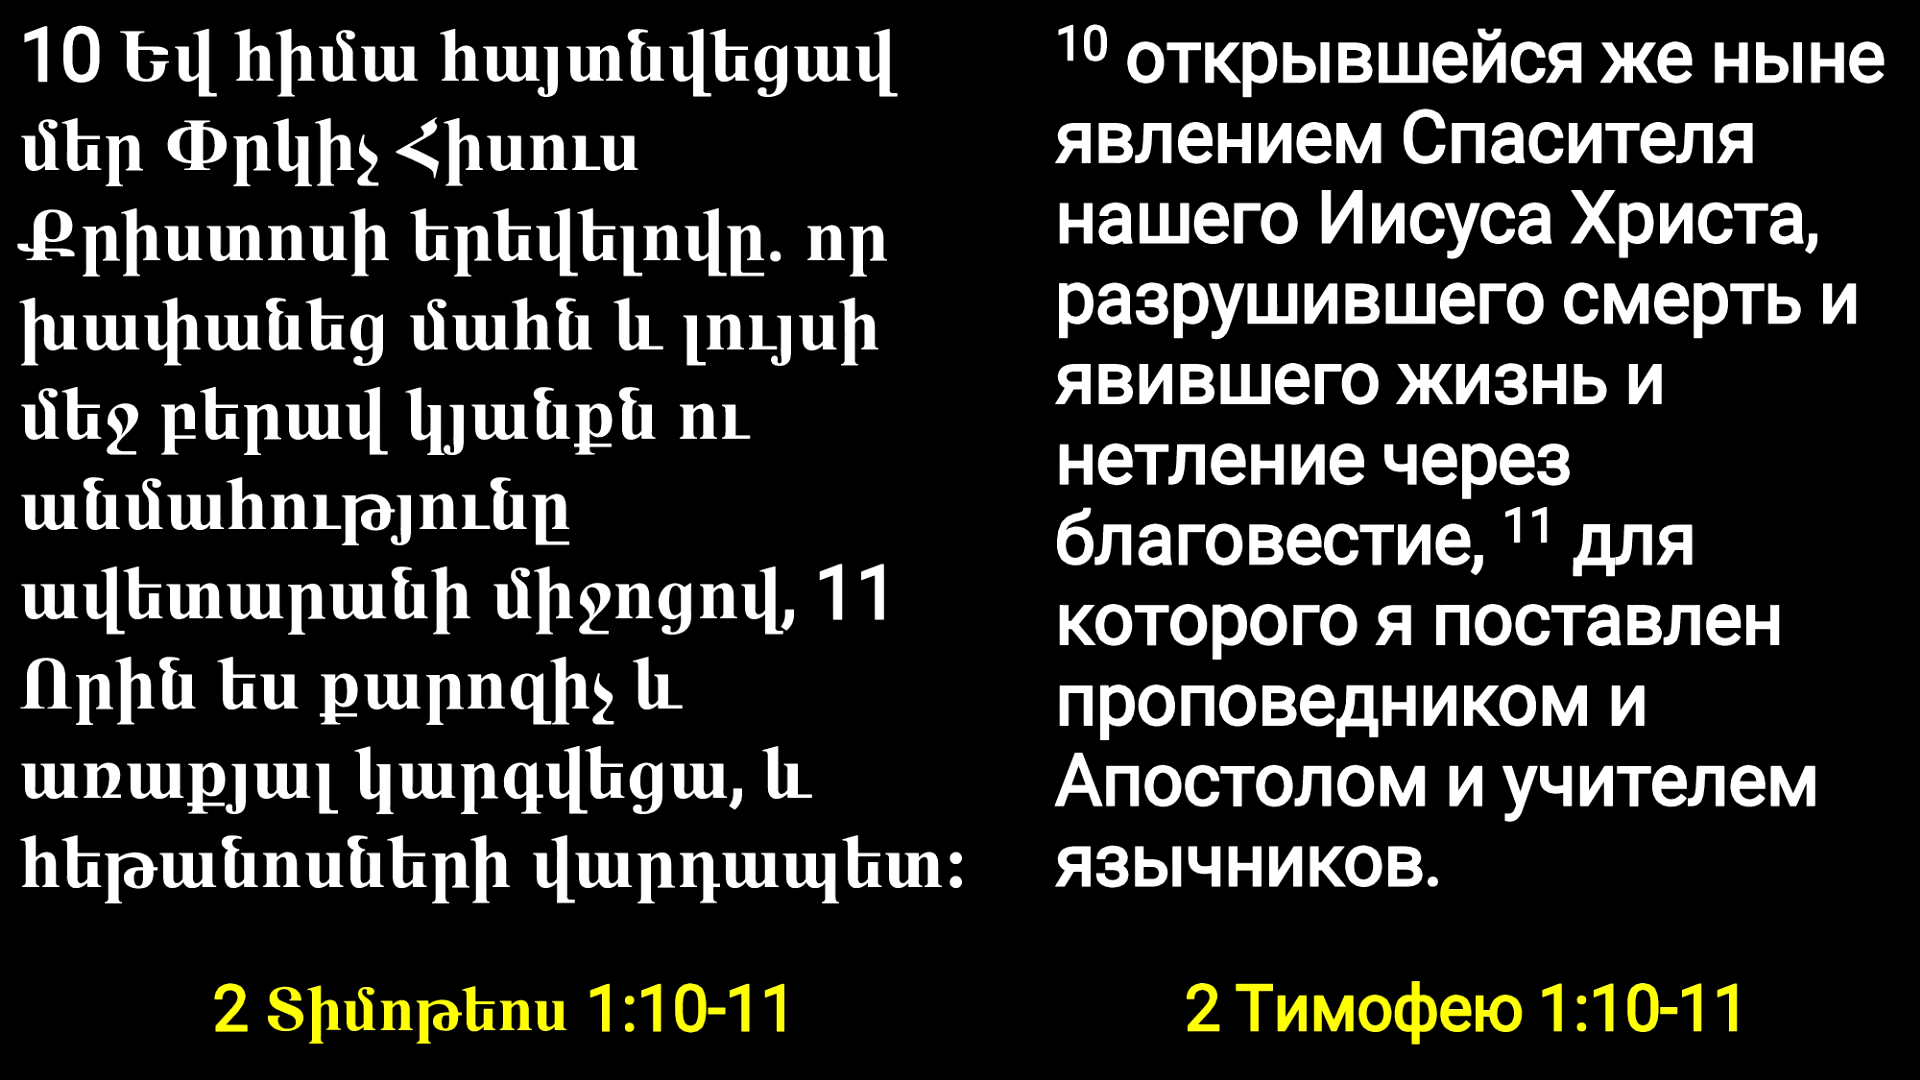 10 Եվ հիմա հայտնվեցավ
մեր Փրկիչ Հիսուս
Քրիստոսի երեվելովը. որ
խափանեց մահն և լույսի
մեջ բերավ կյանքն ու
անմահությունը
ավետարանի միջոցով, 11
Որին ես քարոզիչ և
առաքյալ կարգվեցա, և
հեթանոսների վարդապետ:
2 Տիմոթեոս 1:10-11
10 открывшейся же ныне
явлением Спасителя
нашего Иисуса Христа,
разрушившего смерть и
явившего жизнь и
нетление через
благовестие, 11 для
которого я поставлен
проповедником и
Апостолом и учителем
язычников.
2 Тимофею 1:10-11